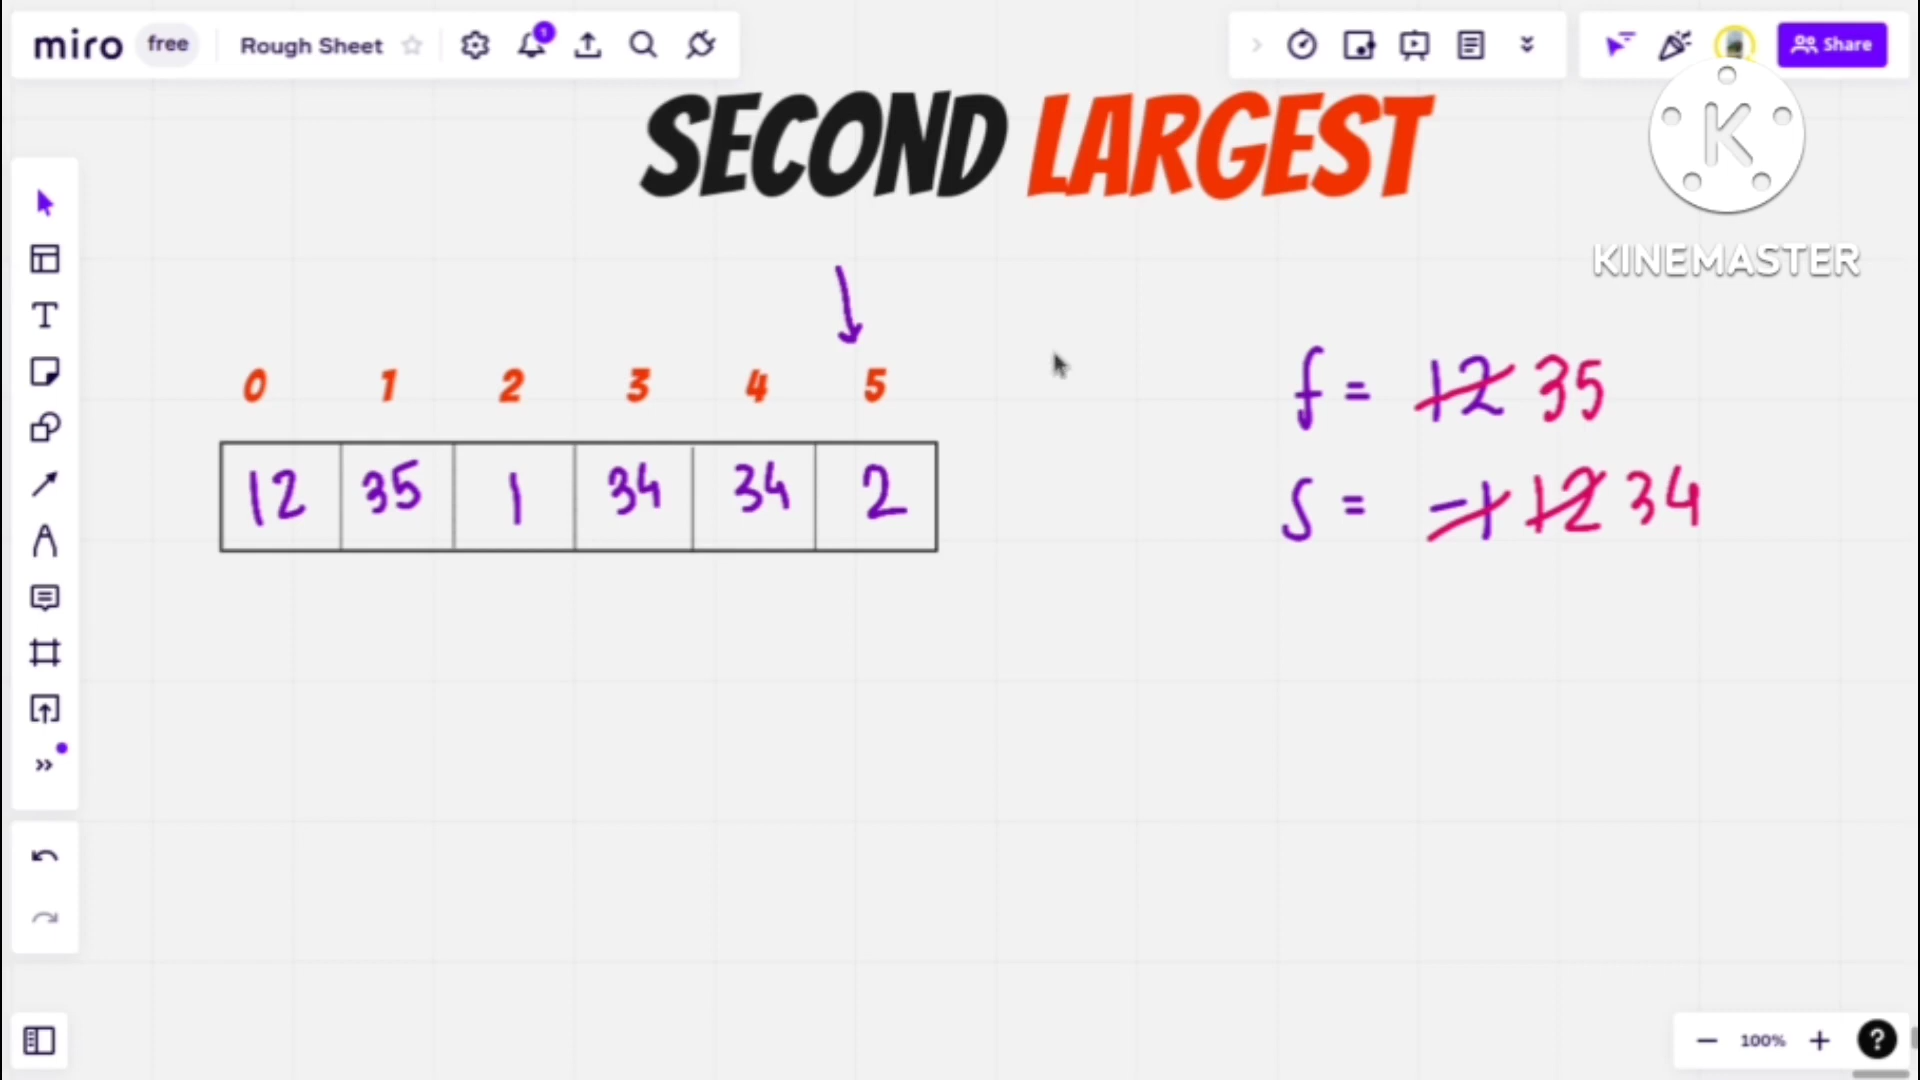 miro free Rough Sheet 1 Share
SECOND LARGEST
K
KINEMASTER
0 1 2 3 4 5
12 35 1 34 34 2
f = 12 35
s = -1 12 34
100% ?